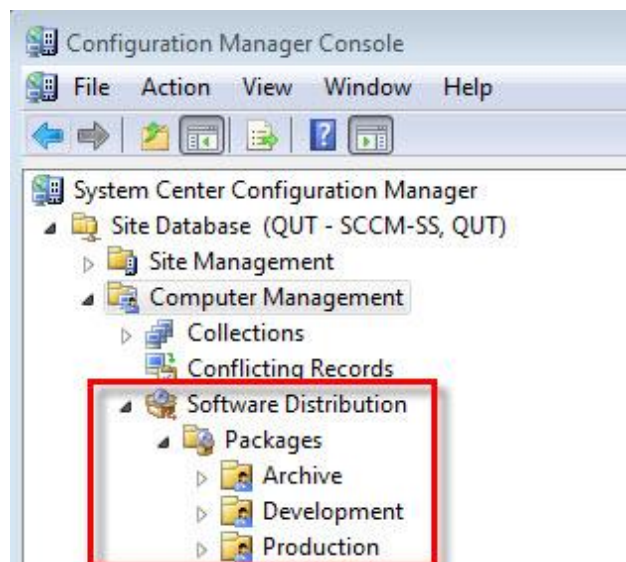 Configuration Manager Console
File Action View Window Help
System Center Configuration Manager
Site Database (QUT - SCCM-SS, QUT)
Site Management
Computer Management
Collections
Conflicting Records
Software Distribution
Packages
Archive
Development
Production